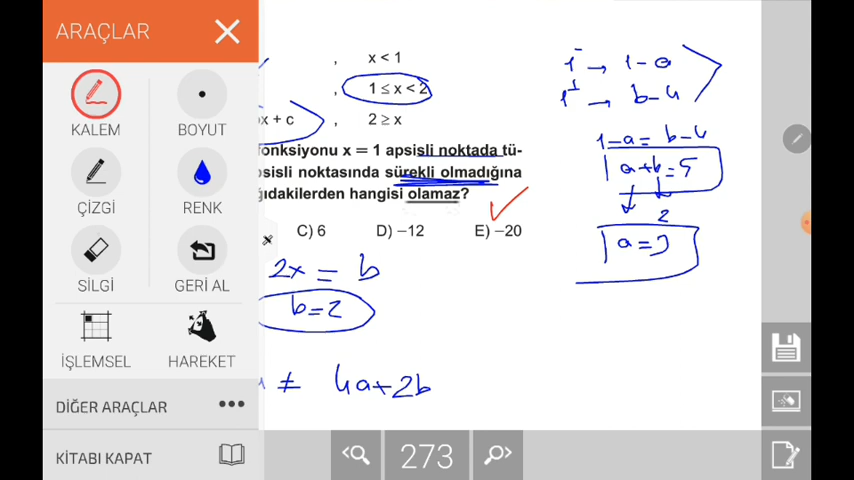 ARAÇLAR
KALEM
BOYUT
ÇİZGİ
RENK
SİLGİ
GERİ AL
İŞLEMSEL
HAREKET
DİĞER ARAÇLAR
KİTABI KAPAT
, x < 1
, 1 ≤ x < 2
x + c , 2 ≥ x
fonksiyonu x = 1 apsisli noktada tü-
psisli noktasında sürekli olmadığına
ğıdakilerden hangisi olamaz?
C) 6 D) −12 E) −20
2x = b
b = 2
≠ 4a+2b
1⁻ → 1-a
1⁺ → b-4
1-a = b-4
a+b=5
2
a=3
273